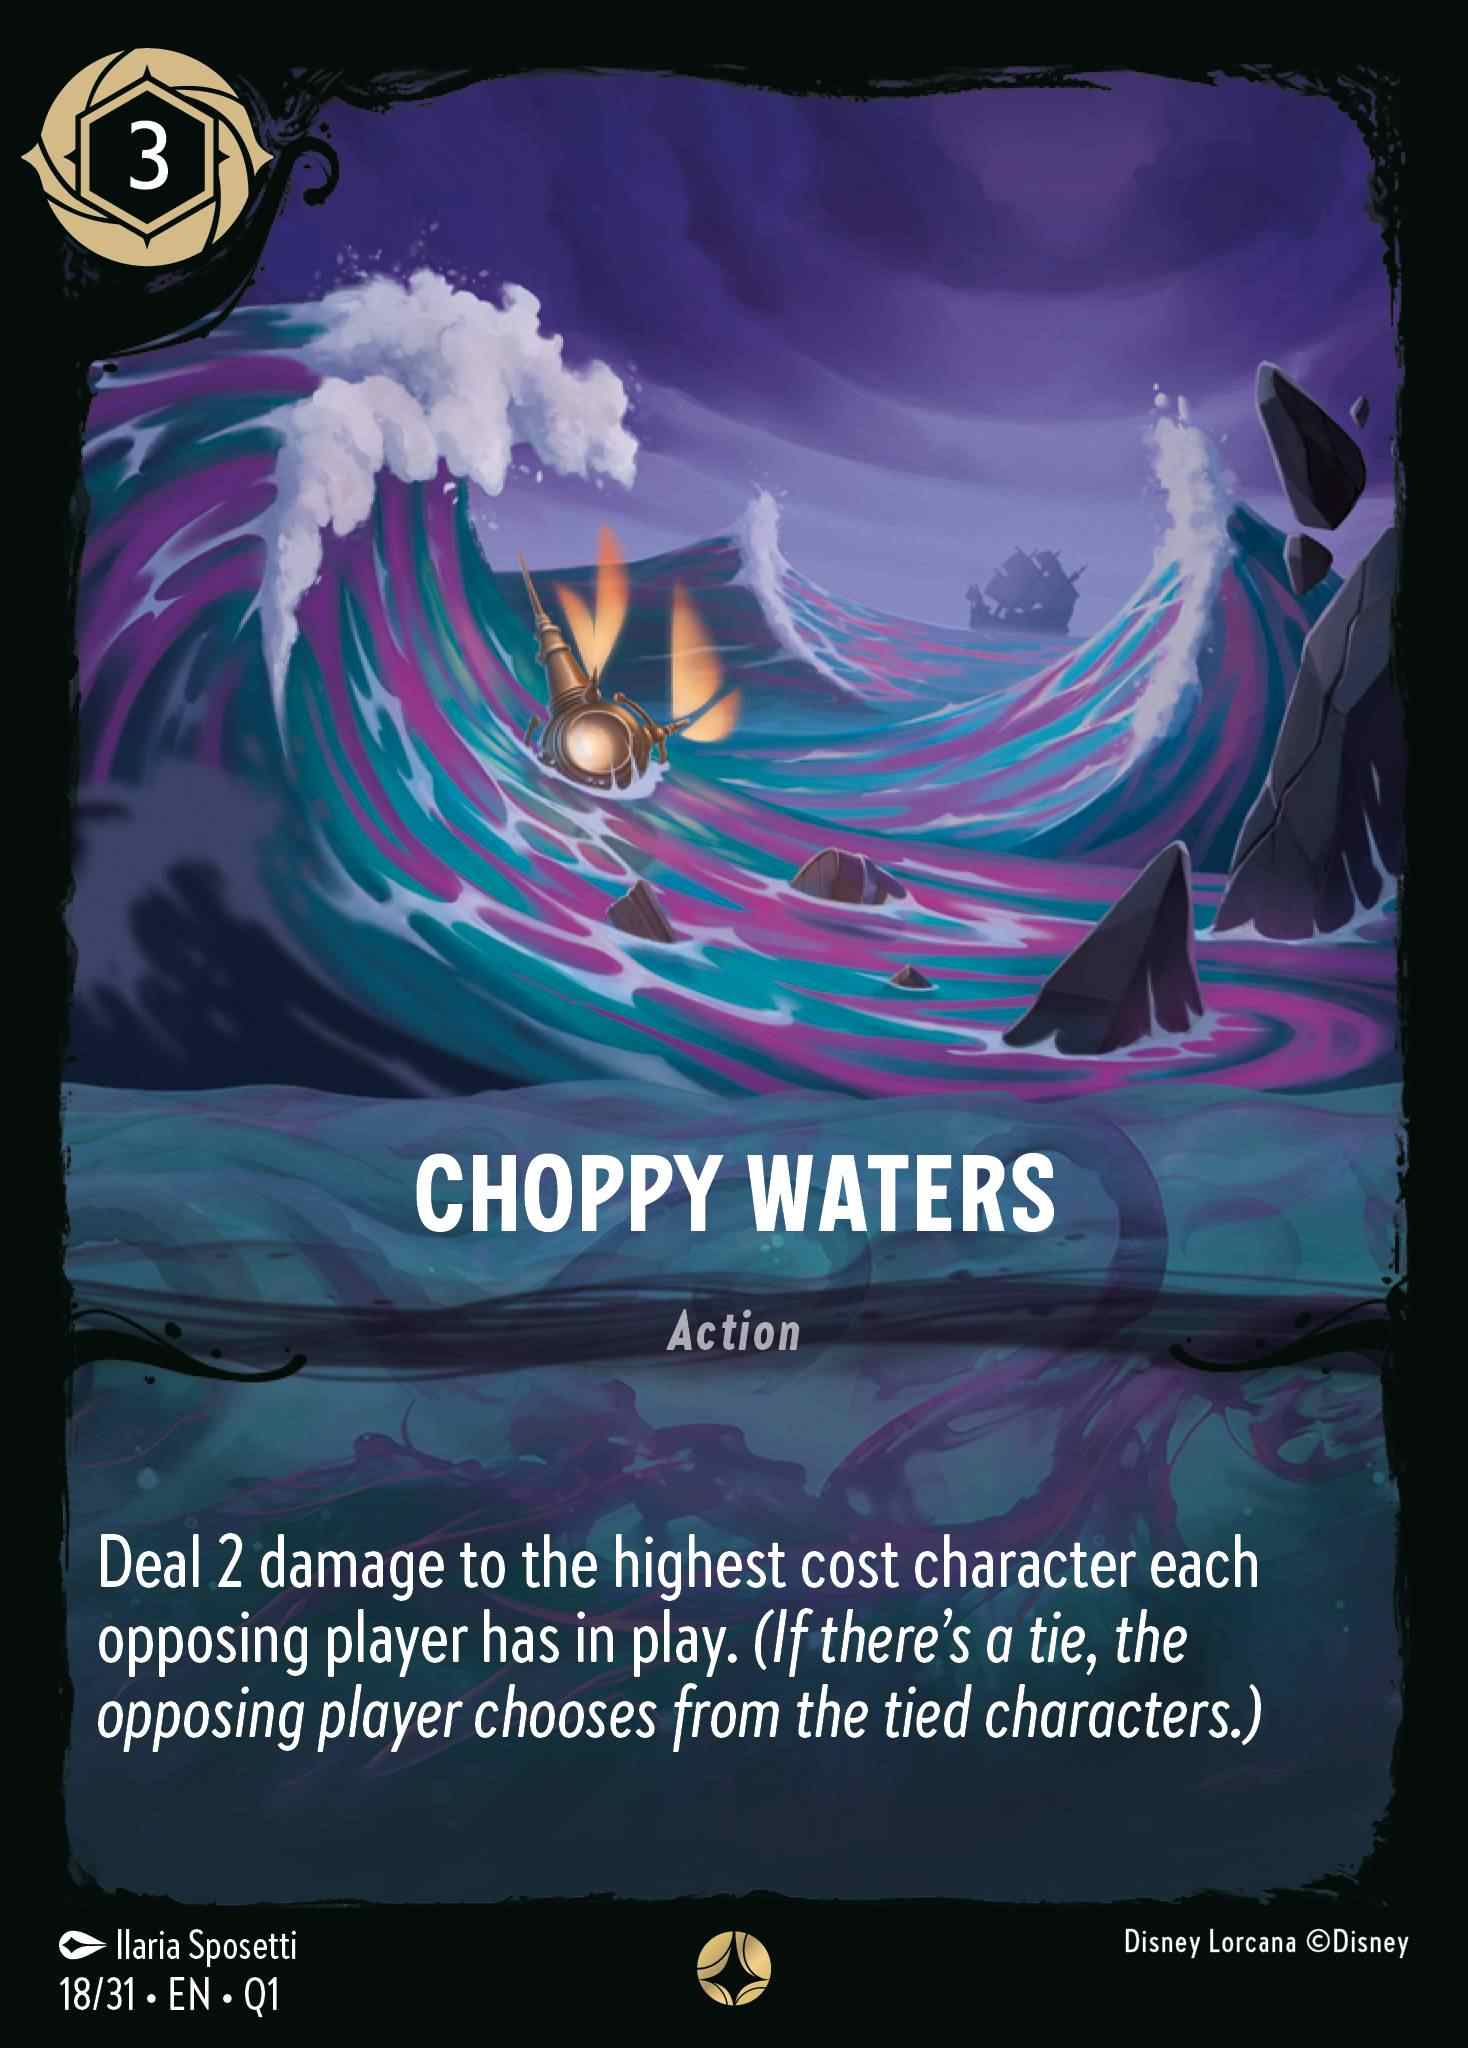 3
CHOPPY WATERS
Action
Deal 2 damage to the highest cost character each
opposing player has in play. (If there's a tie, the
opposing player chooses from the tied characters.)
Ilaria Sposetti
18/31 • EN • Q1
Disney Lorcana ©Disney